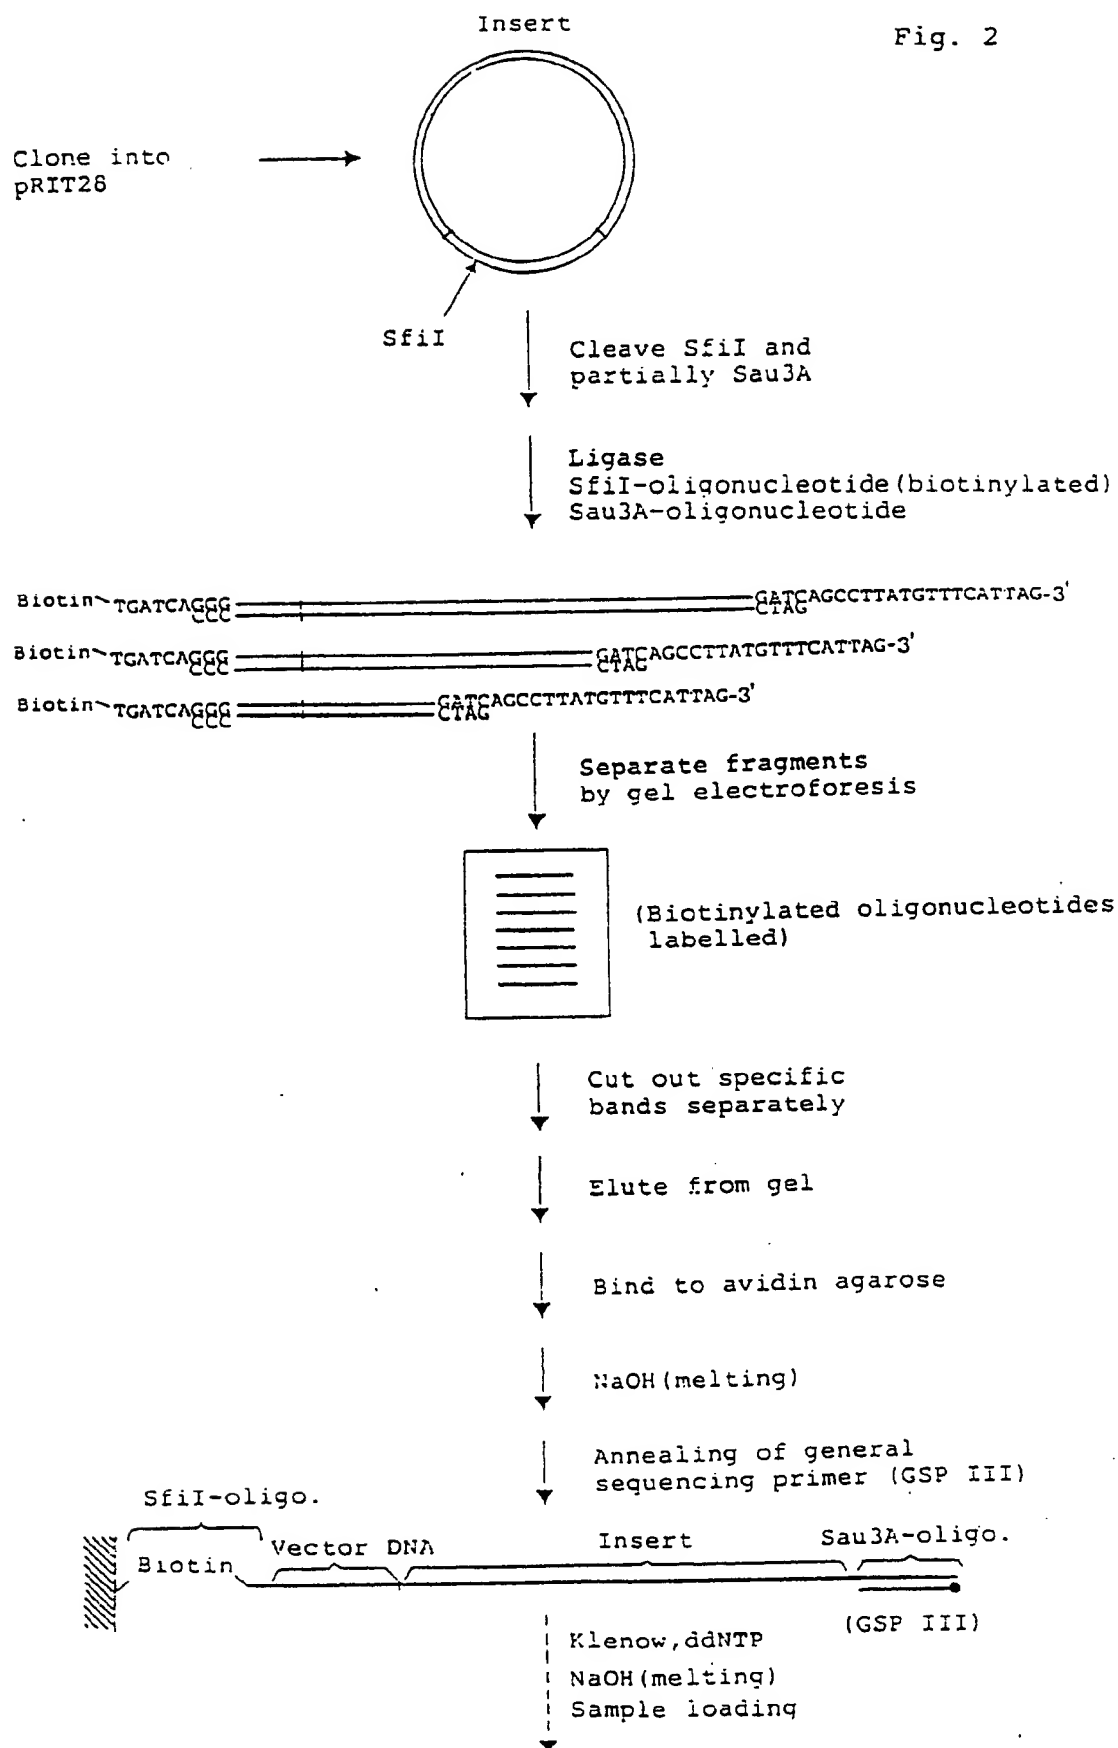 Insert
Fig. 2
Clone into
pRIT28
SfiI
Cleave SfiI and
partially Sau3A
Ligase
SfiI-oligonucleotide(biotinylated)
Sau3A-oligonucleotide
Biotin TGATCAGGG GATCAGCCTTATGTTTCATTAG-3'
CCC CTAG
Biotin TGATCAGGG GATCAGCCTTATGTTTCATTAG-3'
CCC CTAG
Biotin TGATCAGGG GATCAGCCTTATGTTTCATTAG-3'
CCC CTAG
Separate fragments
by gel electroforesis
(Biotinylated oligonucleotides
labelled)
Cut out specific
bands separately
Elute from gel
Bind to avidin agarose
NaOH(melting)
Annealing of general
sequencing primer (GSP III)
SfiI-oligo.
Vector DNA Insert Sau3A-oligo.
Biotin
(GSP III)
Klenow,ddNTP
NaOH(melting)
Sample loading